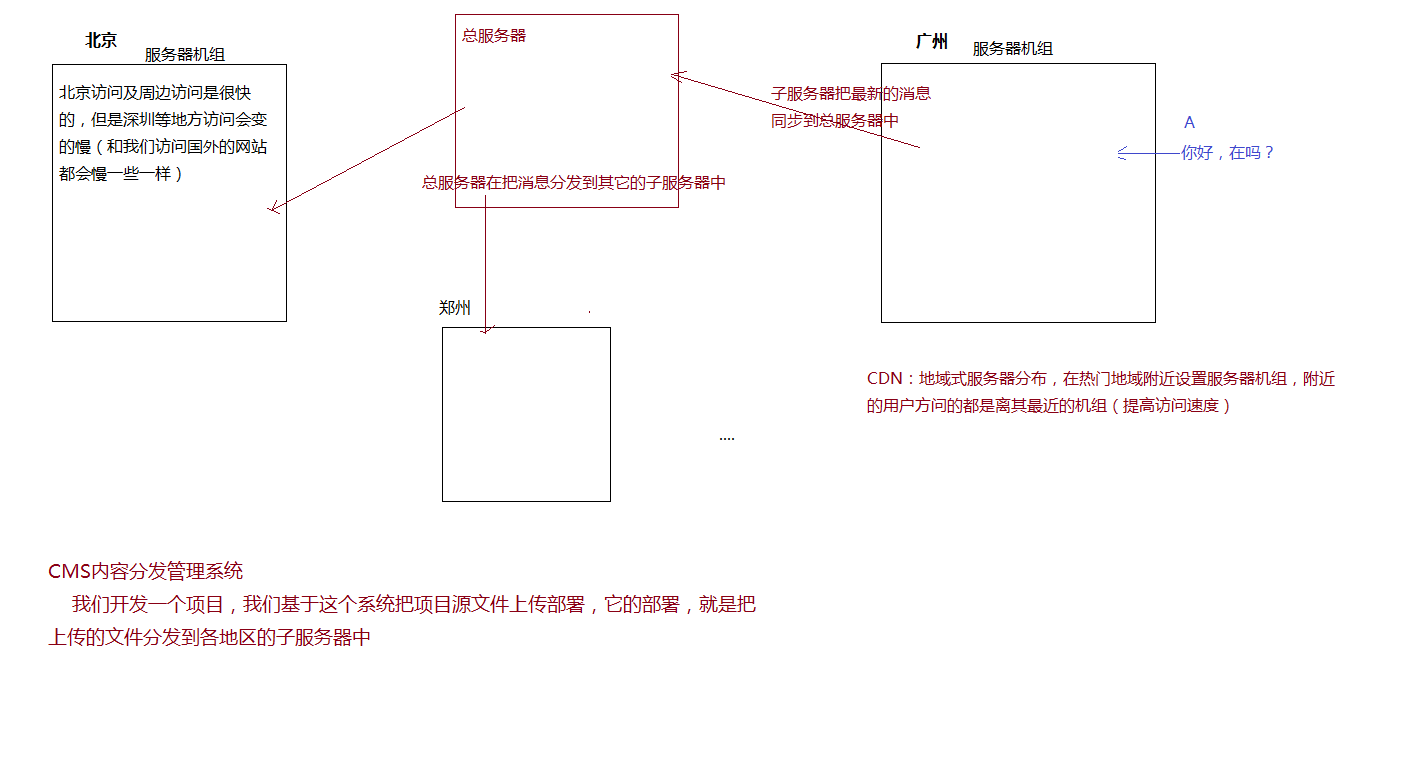 北京
服务器机组
北京访问及周边访问是很快
的，但是深圳等地方访问会变
的慢（和我们访问国外的网站
都会慢一些一样）
总服务器
总服务器在把消息分发到其它的子服务器中
子服务器把最新的消息
同步到总服务器中
广州
服务器机组
A
你好，在吗？
郑州
....
CDN：地域式服务器分布，在热门地域附近设置服务器机组，附近
的用户方问的都是离其最近的机组（提高访问速度）
CMS内容分发管理系统
我们开发一个项目，我们基于这个系统把项目源文件上传部署，它的部署，就是把
上传的文件分发到各地区的子服务器中